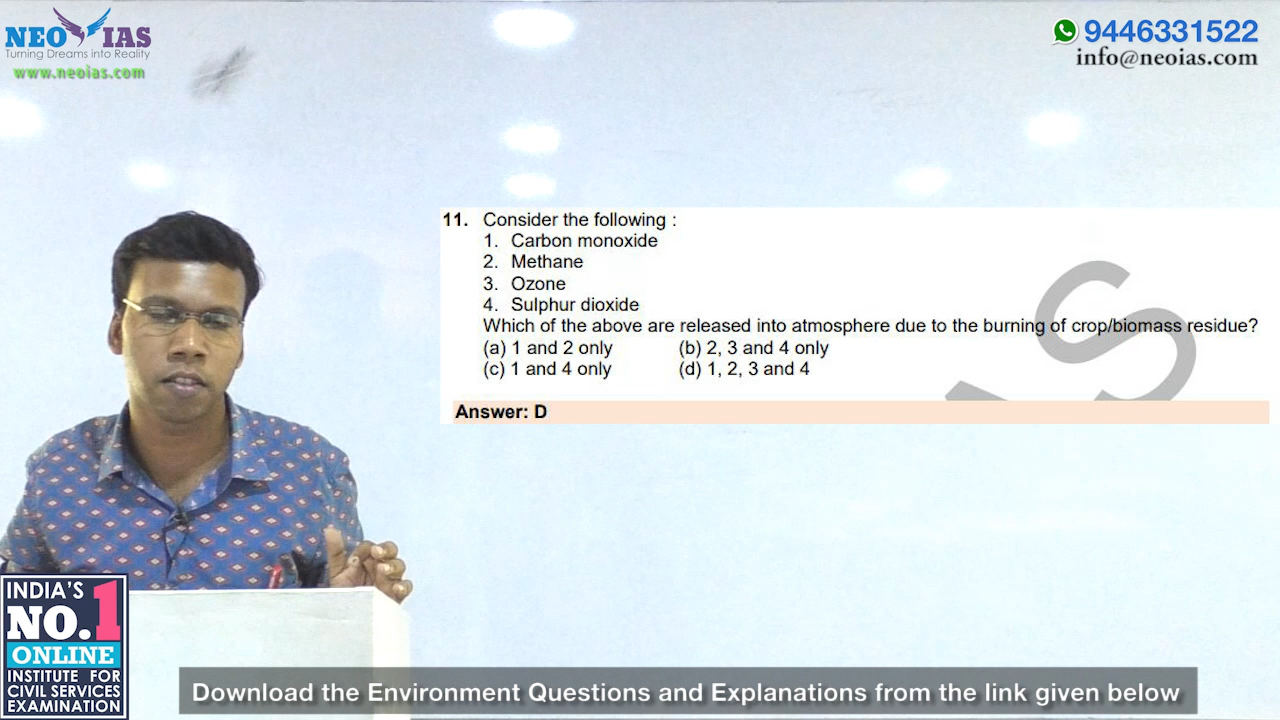 NEO IAS
Turning Dreams into Reality
www.neoias.com
9446331522
info@neoias.com
11. Consider the following :
1. Carbon monoxide
2. Methane
3. Ozone
4. Sulphur dioxide
Which of the above are released into atmosphere due to the burning of crop/biomass residue?
(a) 1 and 2 only (b) 2, 3 and 4 only
(c) 1 and 4 only (d) 1, 2, 3 and 4
Answer: D
S
INDIA'S
NO.1
ONLINE
INSTITUTE FOR
CIVIL SERVICES
EXAMINATION
Download the Environment Questions and Explanations from the link given below